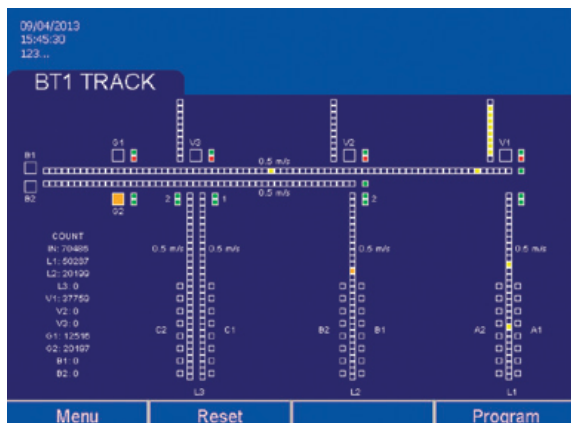 09/04/2013
15:45:30
123...
BT1 TRACK
G1 V3 V2 V1
B1
0.5 m/s
B2
0.5 m/s
G2 2 1 2
COUNT
IN: 70486
L1: 50287
L2: 20199
L3: 0
V1: 37759
V2: 0
V3: 0
G1: 12516
G2: 20197
B1: 0
B2: 0
0.5 m/s 0.5 m/s 0.5 m/s 0.5 m/s
C2 C1 B2 B1 A2 A1
L3 L2 L1
Menu Reset Program